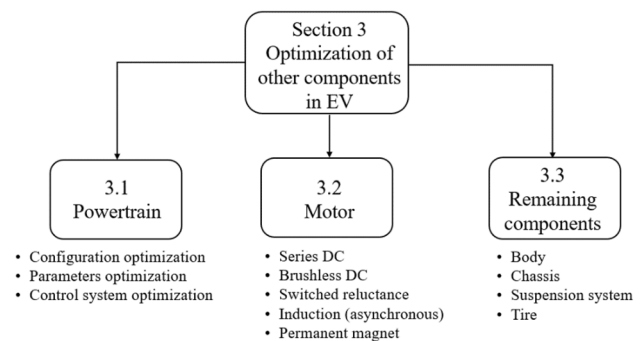 Section 3
Optimization of
other components
in EV
3.1
Powertrain
• Configuration optimization
• Parameters optimization
• Control system optimization
3.2
Motor
• Series DC
• Brushless DC
• Switched reluctance
• Induction (asynchronous)
• Permanent magnet
3.3
Remaining
components
• Body
• Chassis
• Suspension system
• Tire